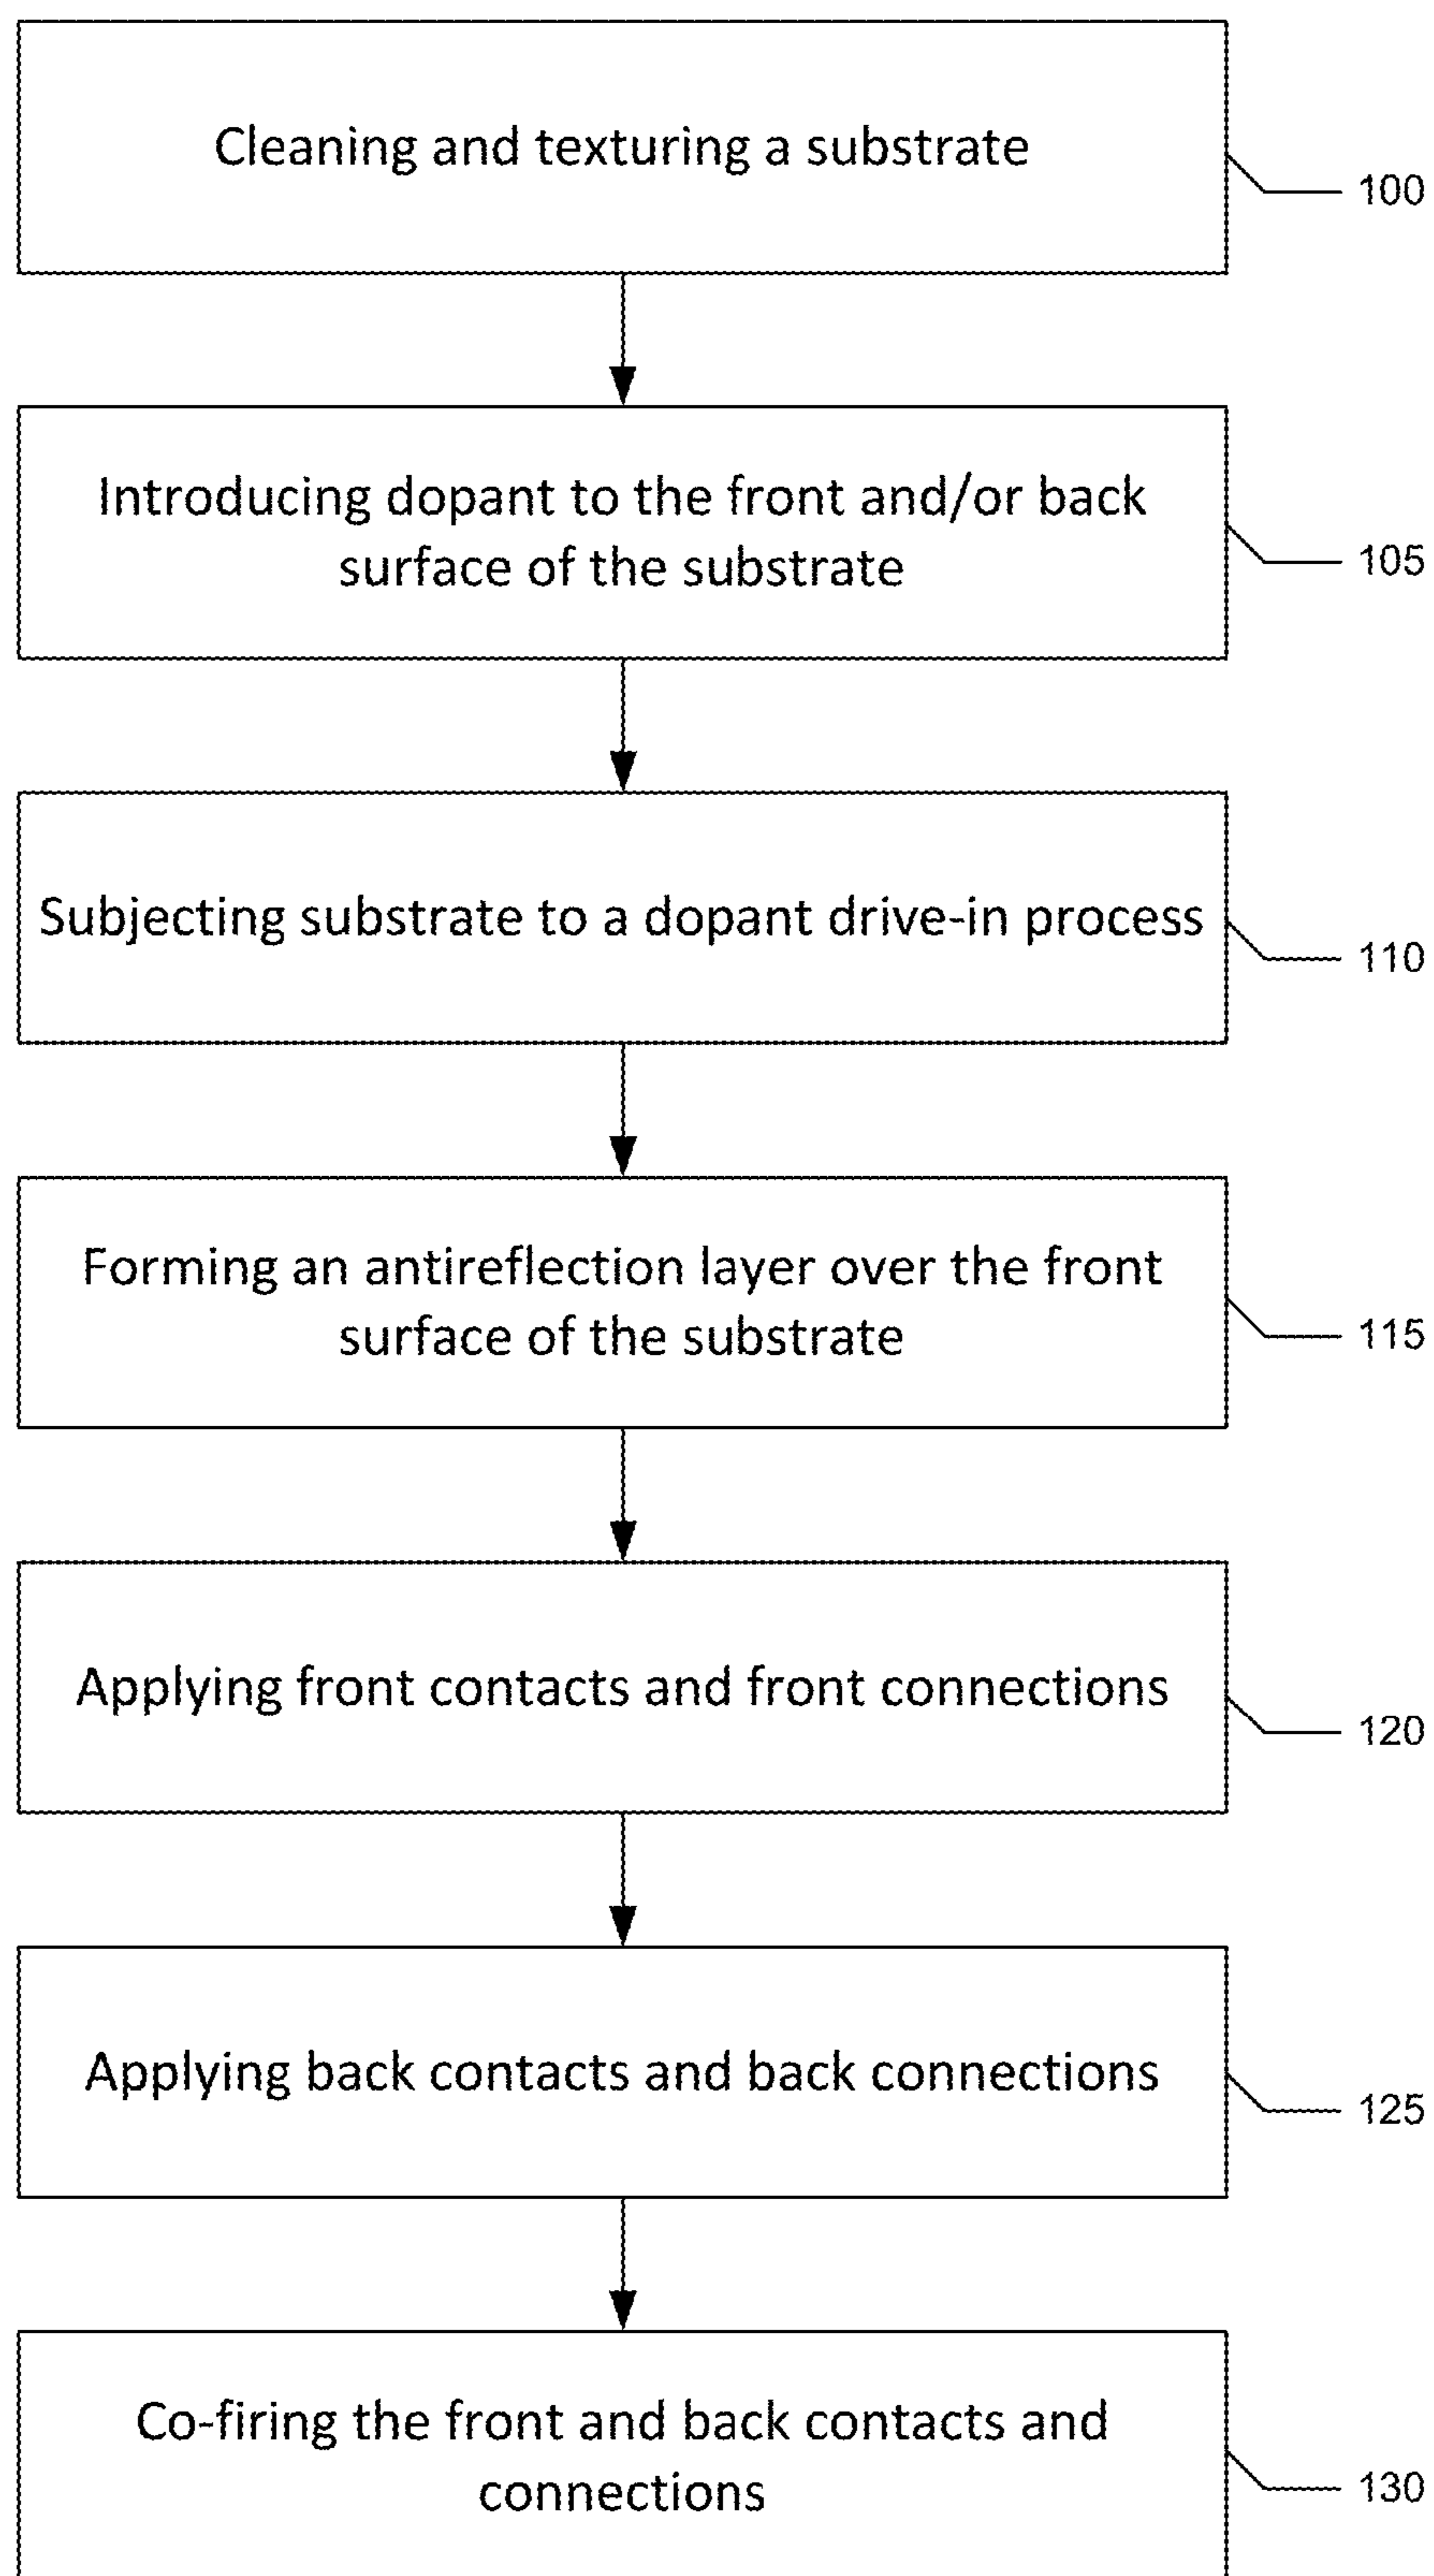 Cleaning and texturing a substrate
100
Introducing dopant to the front and/or back
surface of the substrate
105
Subjecting substrate to a dopant drive-in process
110
Forming an antireflection layer over the front
surface of the substrate
115
Applying front contacts and front connections
120
Applying back contacts and back connections
125
Co-firing the front and back contacts and
connections
130